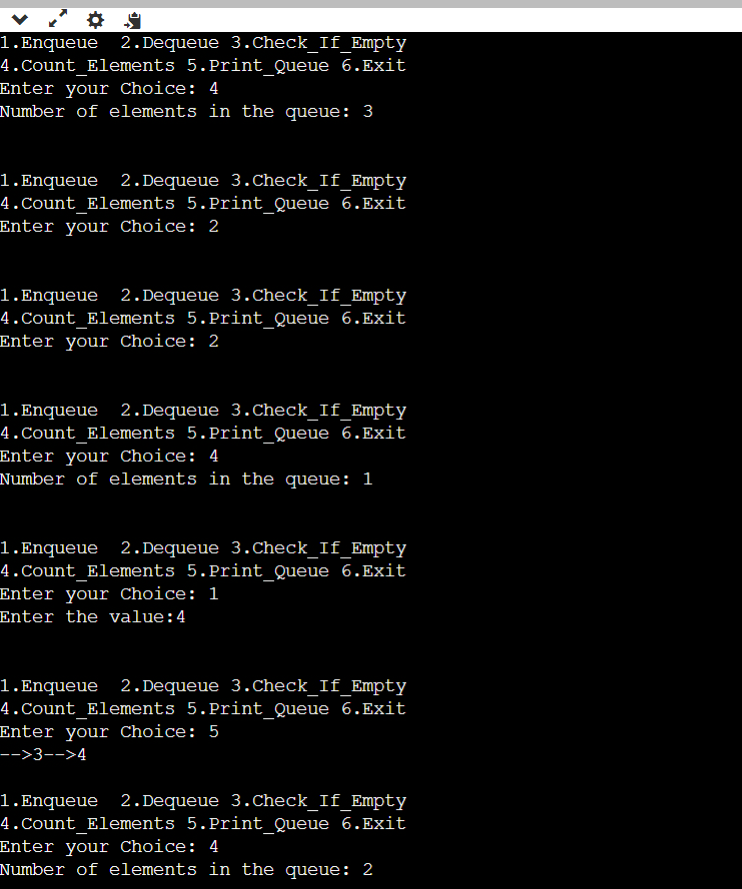 1.Enqueue  2.Dequeue 3.Check_If_Empty
4.Count_Elements 5.Print_Queue 6.Exit
Enter your Choice: 4
Number of elements in the queue: 3
1.Enqueue  2.Dequeue 3.Check_If_Empty
4.Count_Elements 5.Print_Queue 6.Exit
Enter your Choice: 2
1.Enqueue  2.Dequeue 3.Check_If_Empty
4.Count_Elements 5.Print_Queue 6.Exit
Enter your Choice: 2
1.Enqueue  2.Dequeue 3.Check_If_Empty
4.Count_Elements 5.Print_Queue 6.Exit
Enter your Choice: 4
Number of elements in the queue: 1
1.Enqueue  2.Dequeue 3.Check_If_Empty
4.Count_Elements 5.Print_Queue 6.Exit
Enter your Choice: 1
Enter the value:4
1.Enqueue  2.Dequeue 3.Check_If_Empty
4.Count_Elements 5.Print_Queue 6.Exit
Enter your Choice: 5
-->3-->4
1.Enqueue  2.Dequeue 3.Check_If_Empty
4.Count_Elements 5.Print_Queue 6.Exit
Enter your Choice: 4
Number of elements in the queue: 2